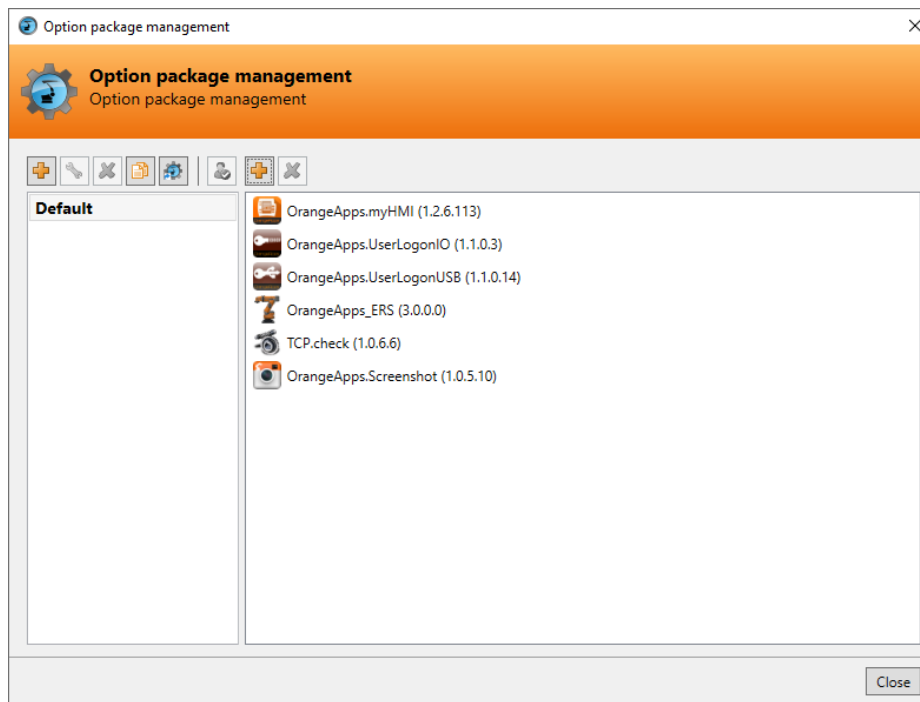 Option package management
Option package management
Option package management
Default
OrangeApps.myHMI (1.2.6.113)
OrangeApps.UserLogonIO (1.1.0.3)
OrangeApps.UserLogonUSB (1.1.0.14)
OrangeApps_ERS (3.0.0.0)
TCP.check (1.0.6.6)
OrangeApps.Screenshot (1.0.5.10)
Close